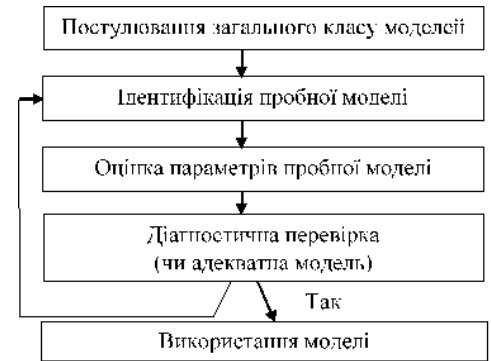 Постулювання загального класу моделей
Ідентифікація пробної моделі
Оцінка параметрів пробної моделі
Діагностична перевірка
(чи адекватна модель)
Так
Використання моделі